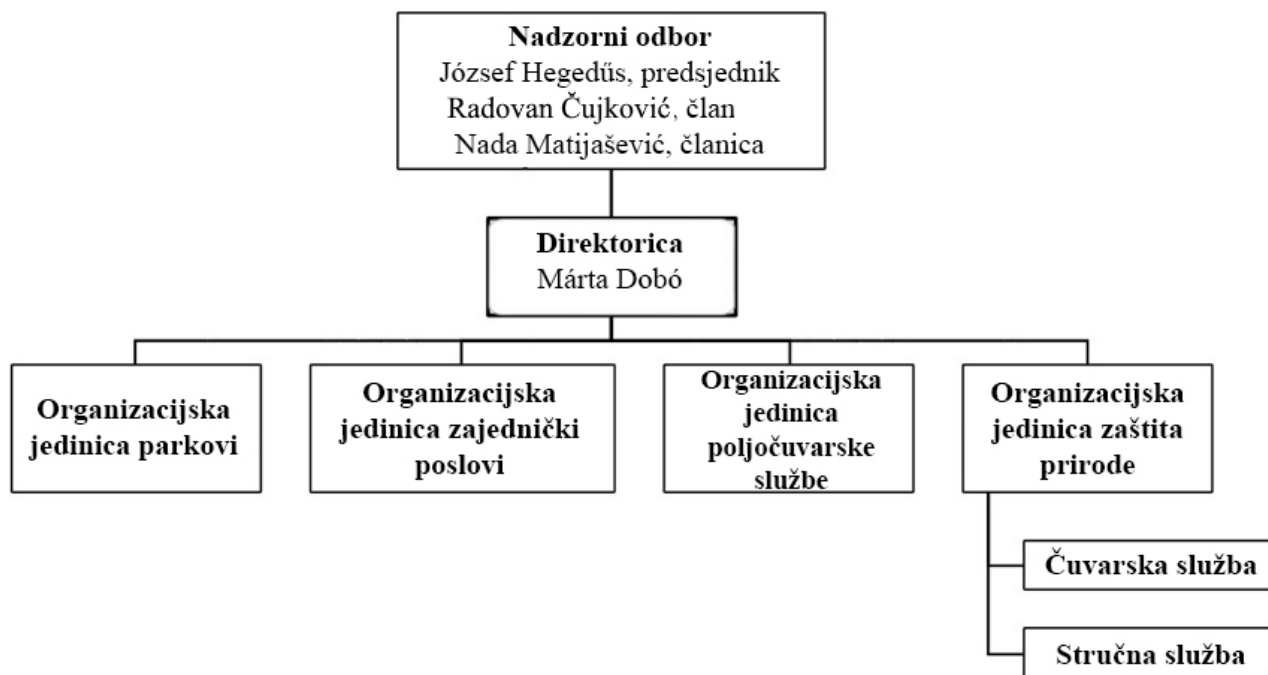 Nadzorni odbor
József Hegedűs, predsjednik
Radovan Čujković, član
Nada Matijašević, članica
Direktorica
Márta Dobó
Organizacijska
jedinica parkovi
Organizacijska
jedinica zajednički
poslovi
Organizacijska
jedinica
poljočuvarske
službe
Organizacijska
jedinica zaštita
prirode
Čuvarska služba
Stručna služba